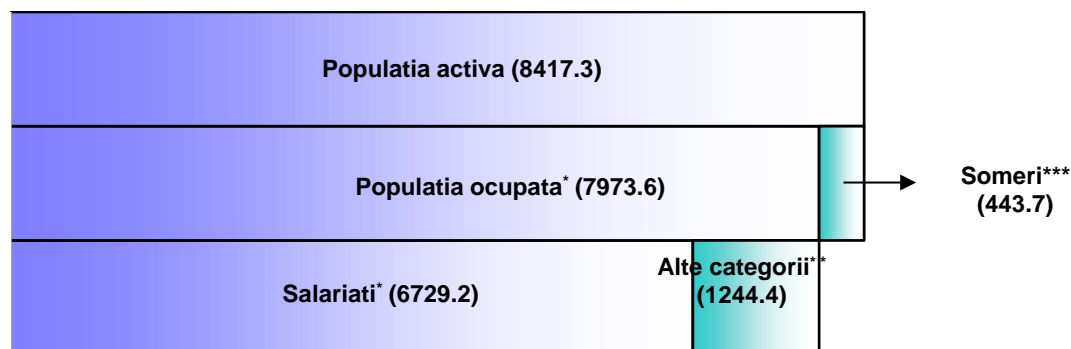 Populatia activa (8417.3)
Populatia ocupata* (7973.6)
Someri***
(443.7)
Salariati* (6729.2)
Alte categorii**
(1244.4)